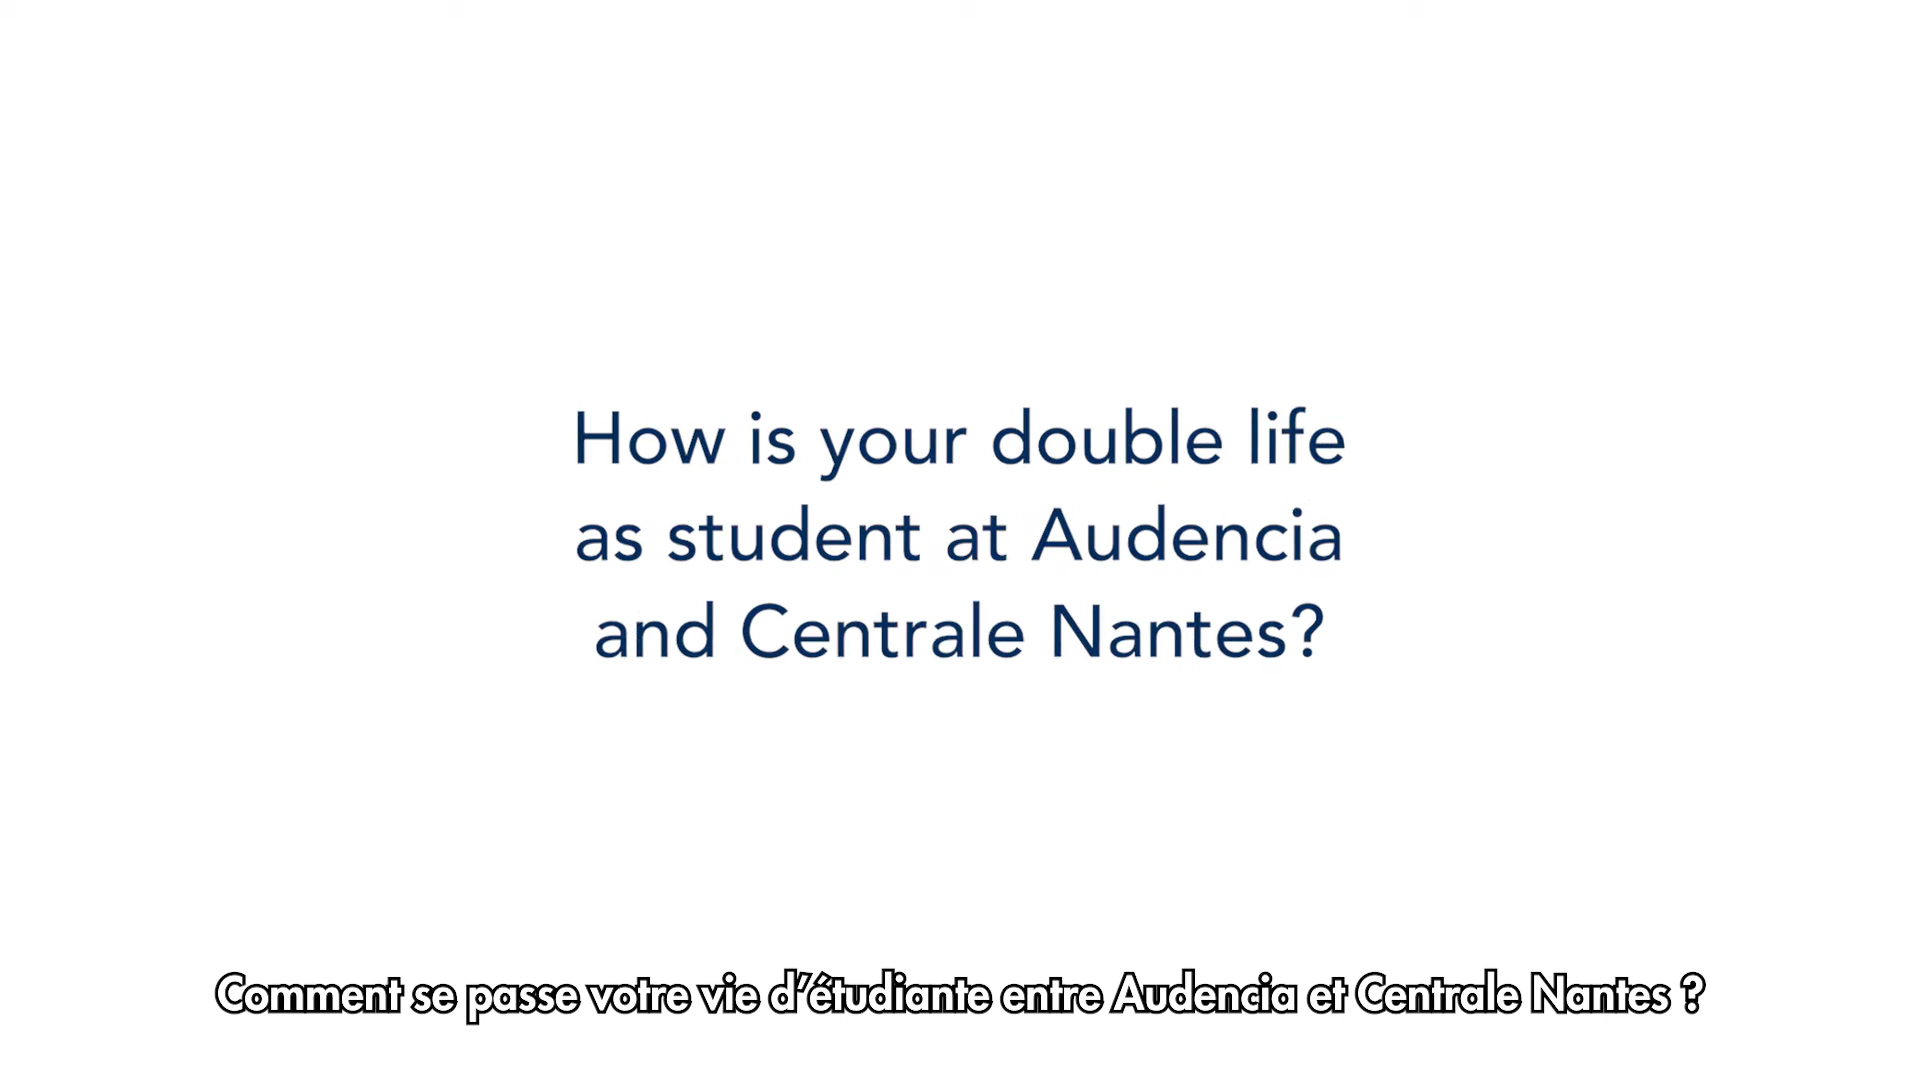 How is your double life
as student at Audencia
and Centrale Nantes?
Comment se passe votre vie d’étudiante entre Audencia et Centrale Nantes ?